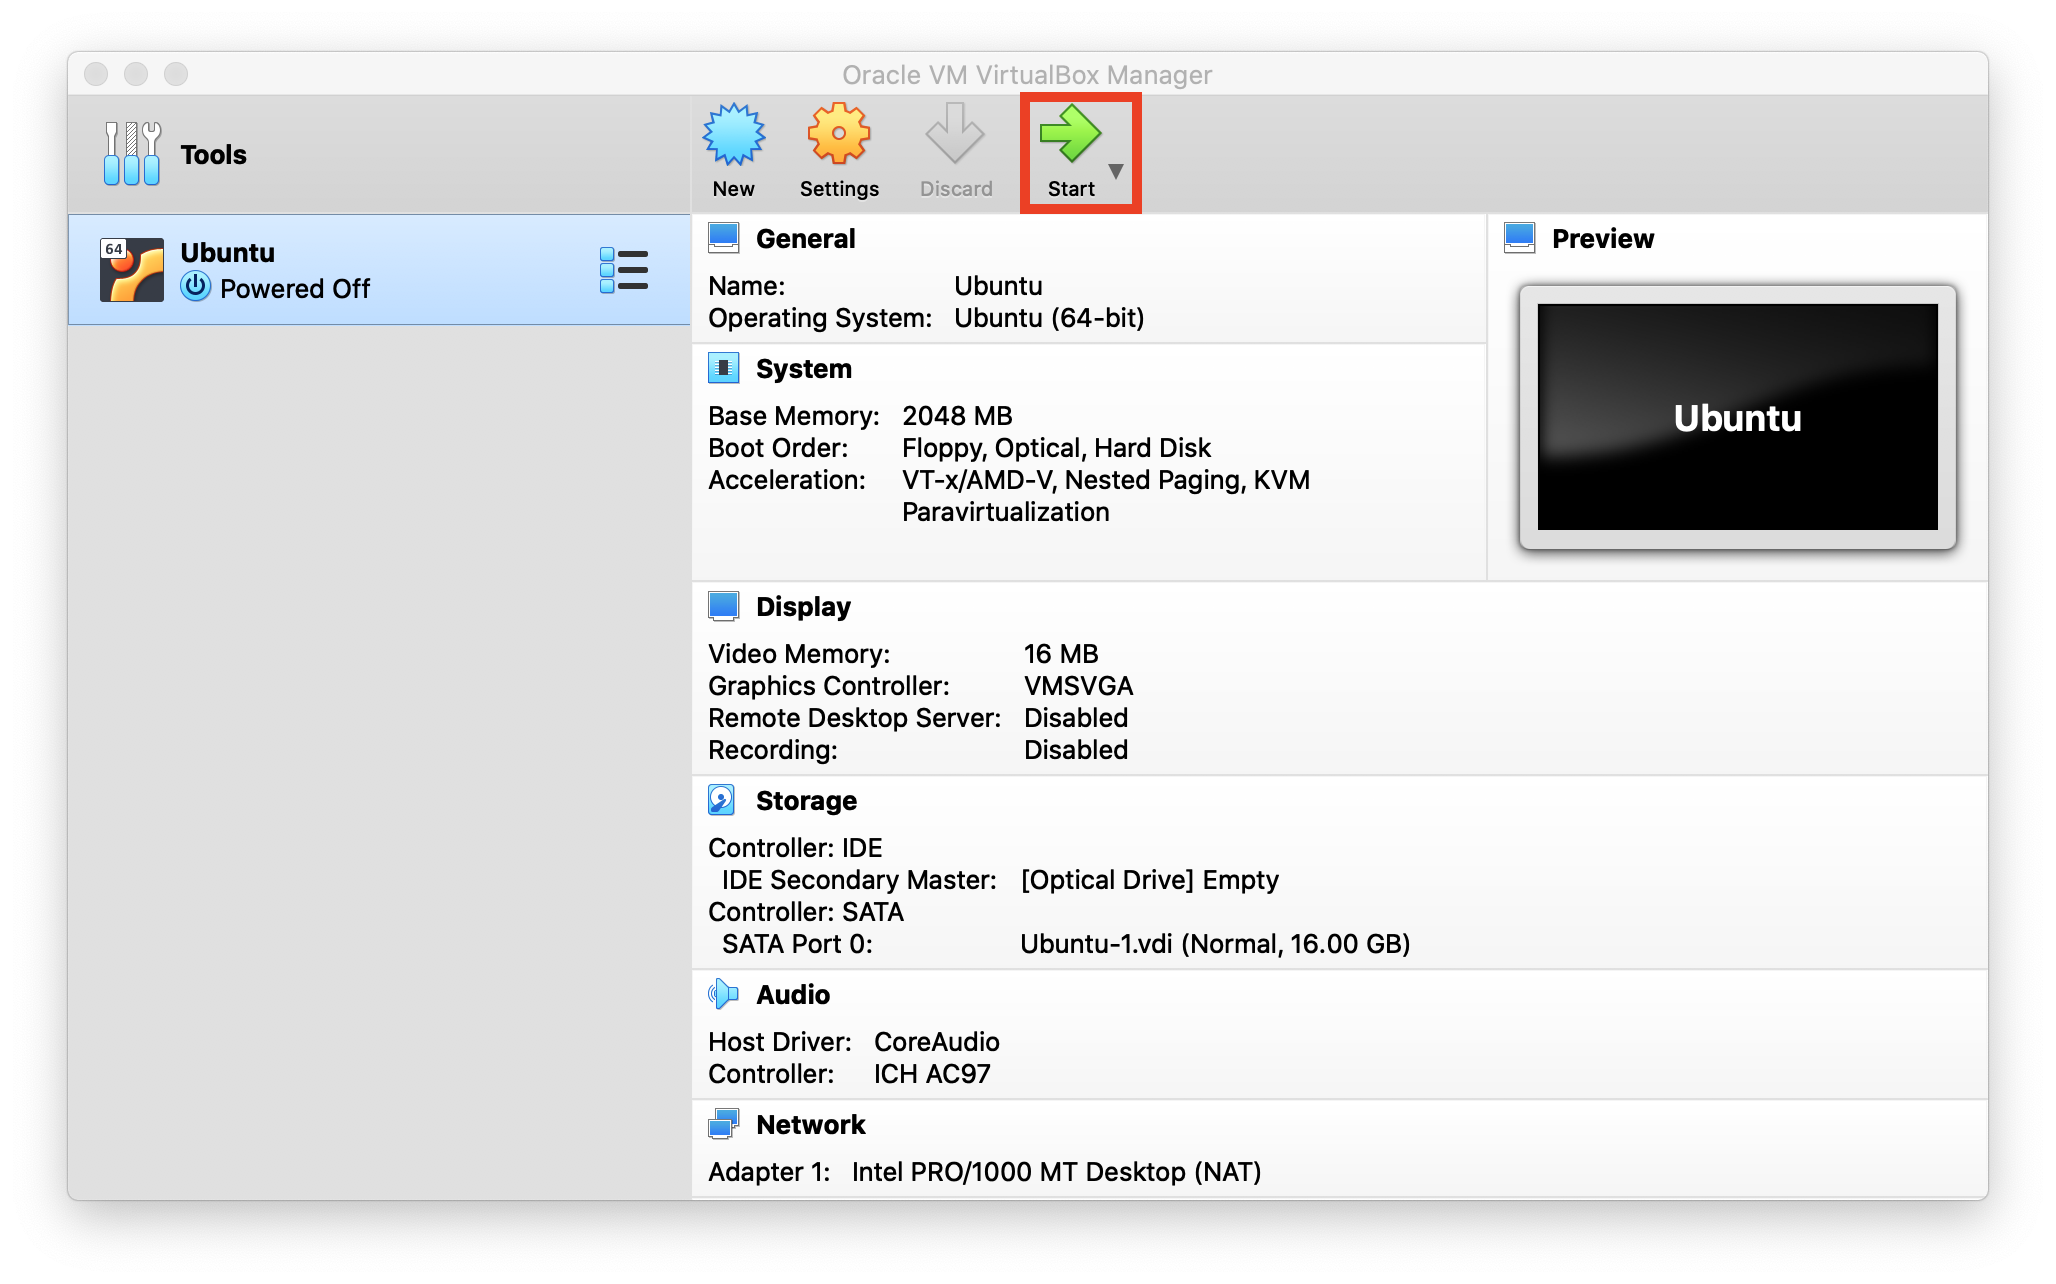 Oracle VM VirtualBox Manager
Tools
New
Settings
Discard
Start
64
Ubuntu
Powered Off
General
Name: Ubuntu
Operating System: Ubuntu (64-bit)
Preview
Ubuntu
System
Base Memory: 2048 MB
Boot Order: Floppy, Optical, Hard Disk
Acceleration: VT-x/AMD-V, Nested Paging, KVM
Paravirtualization
Display
Video Memory: 16 MB
Graphics Controller: VMSVGA
Remote Desktop Server: Disabled
Recording: Disabled
Storage
Controller: IDE
IDE Secondary Master: [Optical Drive] Empty
Controller: SATA
SATA Port 0: Ubuntu-1.vdi (Normal, 16.00 GB)
Audio
Host Driver: CoreAudio
Controller: ICH AC97
Network
Adapter 1: Intel PRO/1000 MT Desktop (NAT)